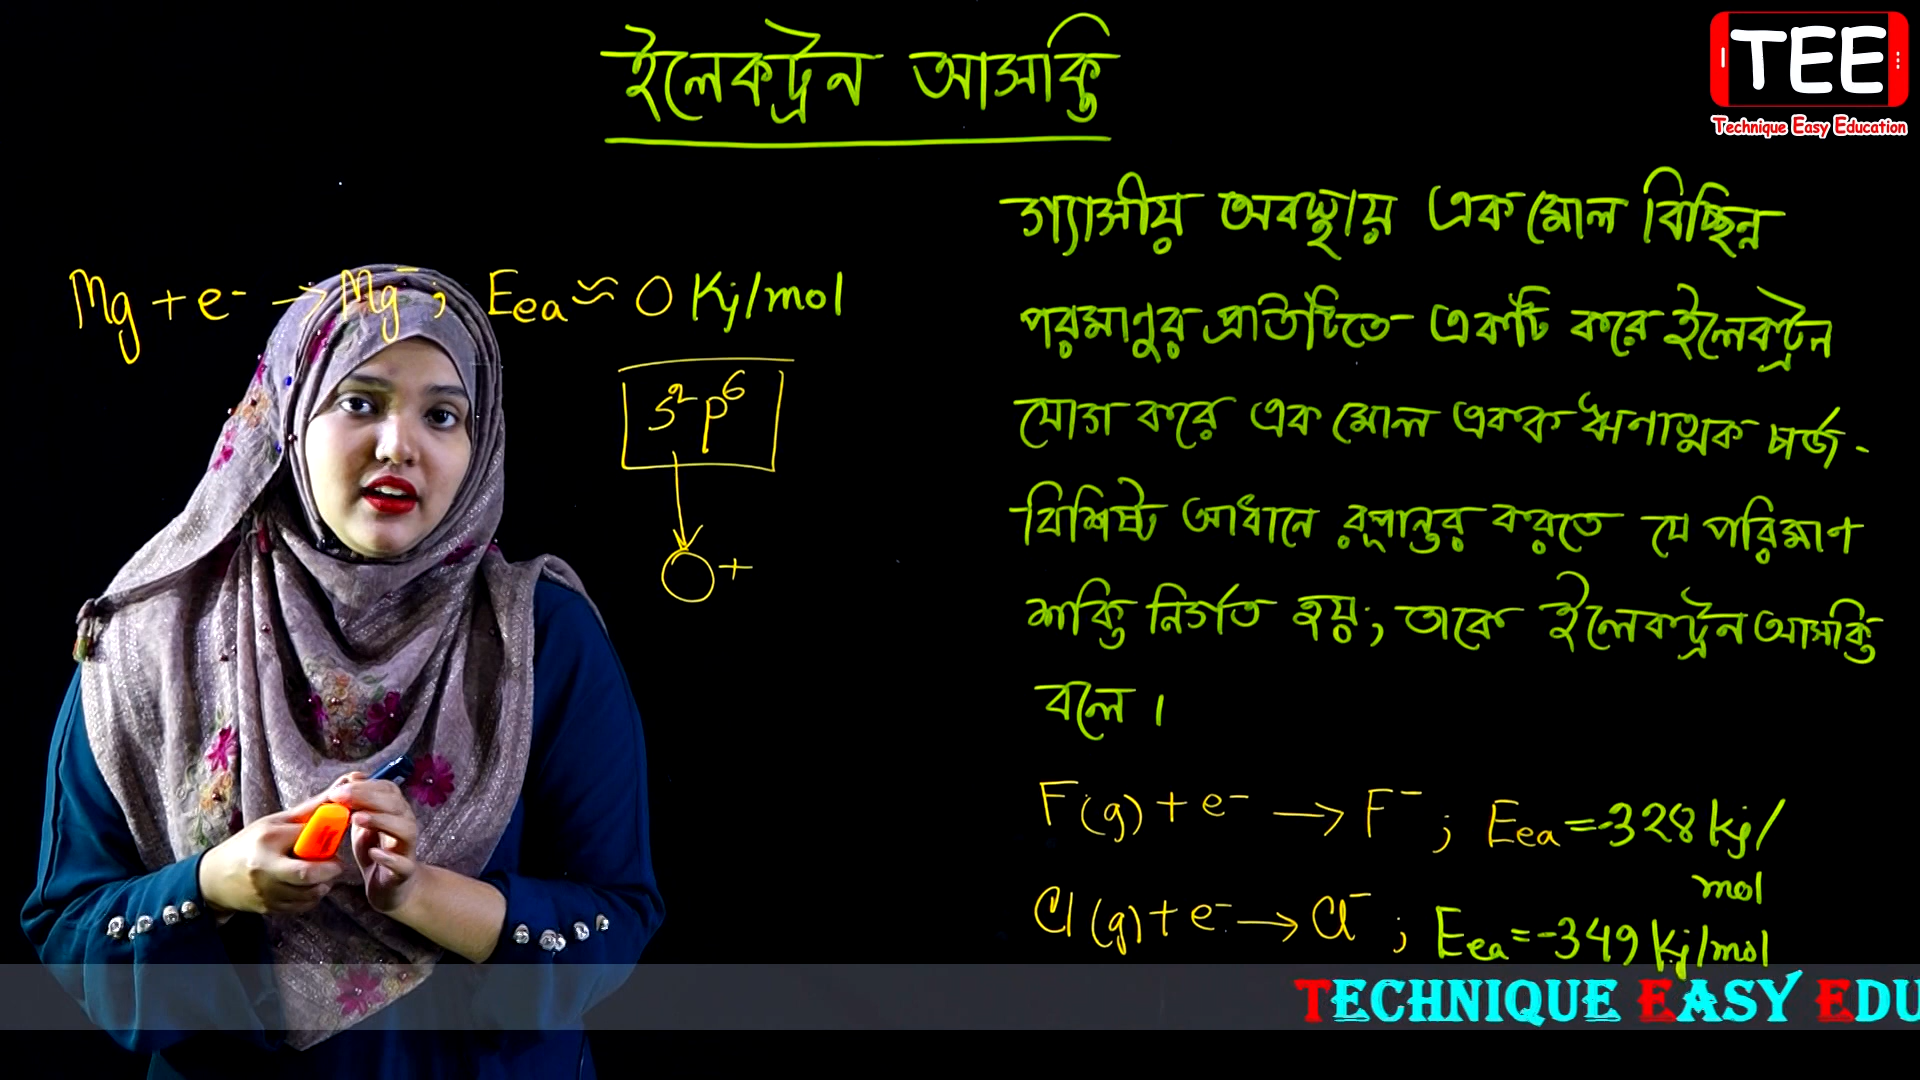 ইলেকট্রন আসক্তি
TEE
Technique Easy Education
Mg + e⁻ → Mg⁻; Eea ≈ 0 Kj/mol
s² p⁶
+
গ্যাসীয় অবস্থায় এক মোল বিচ্ছিন্ন
পরমাণুর প্রতিটিতে একটি করে ইলেকট্রন
যোগ করে এক মোল একক ঋণাত্মক চার্জ -
বিশিষ্ট আধানে রূপান্তর করতে যে পরিমাণ
শক্তি নির্গত হয়; তাকে ইলেকট্রন আসক্তি
বলে।
F(g) + e⁻ → F⁻ ; Eea = -328 kj/
mol
Cl(g) + e⁻ → Cl⁻ ; Eea = -349 Kj/mol
TECHNIQUE EASY EDU